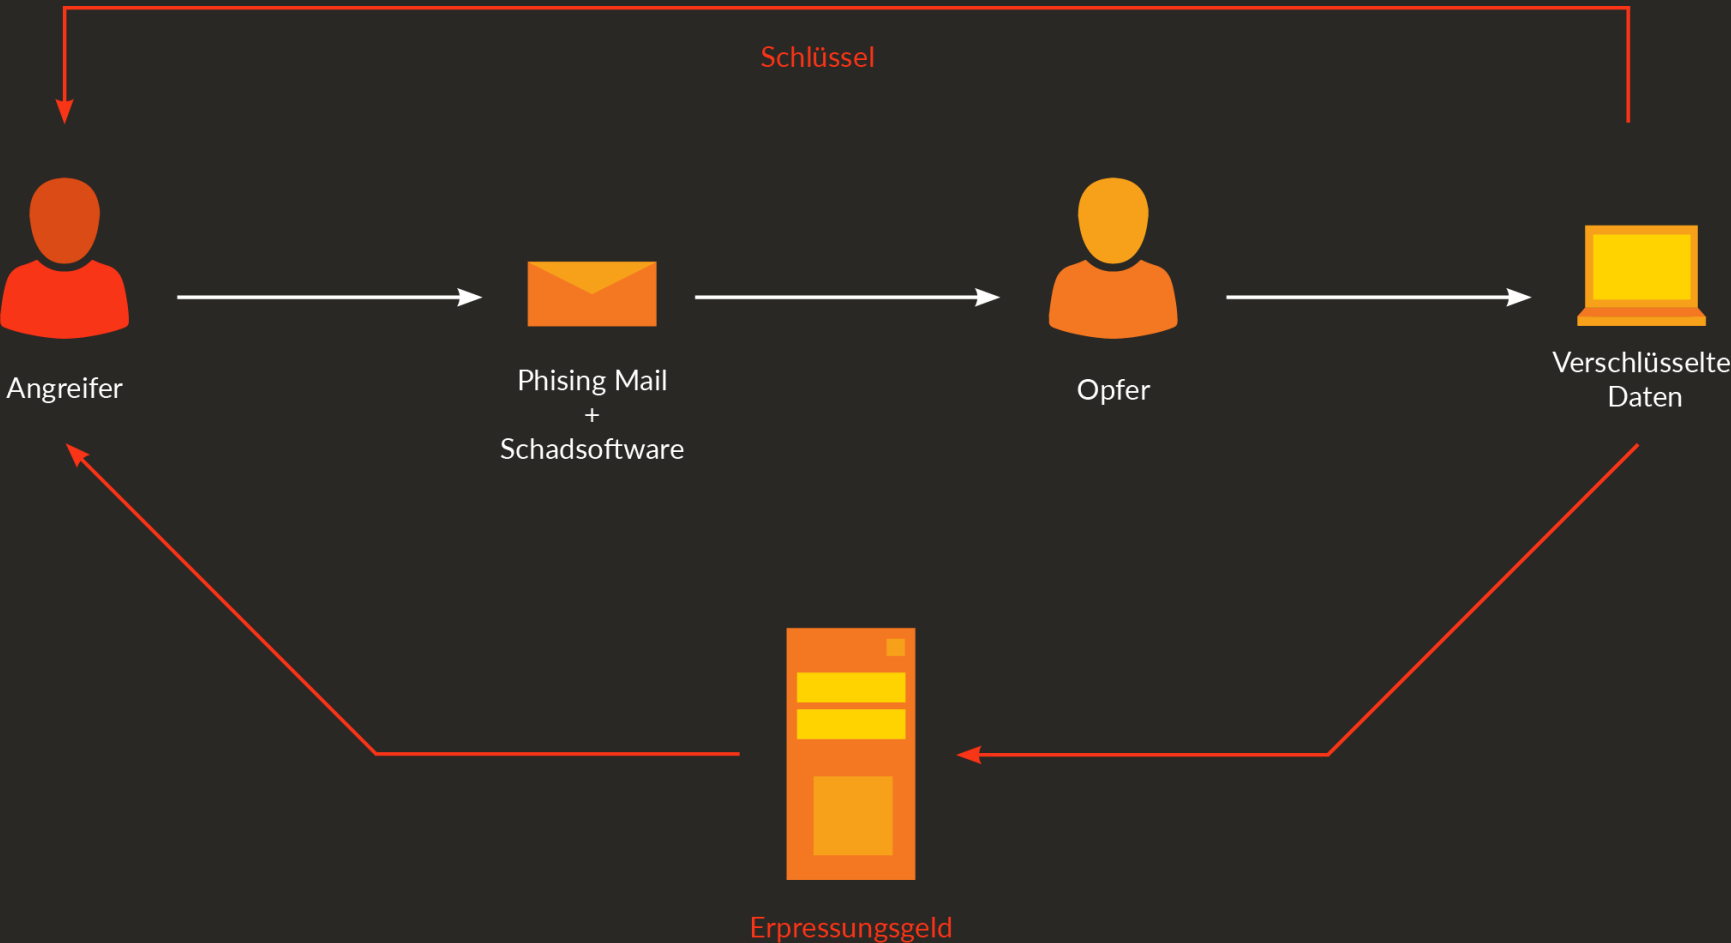 Schlüssel
Angreifer
Phising Mail
+
Schadsoftware
Opfer
Verschlüsselte
Daten
Erpressungsgeld